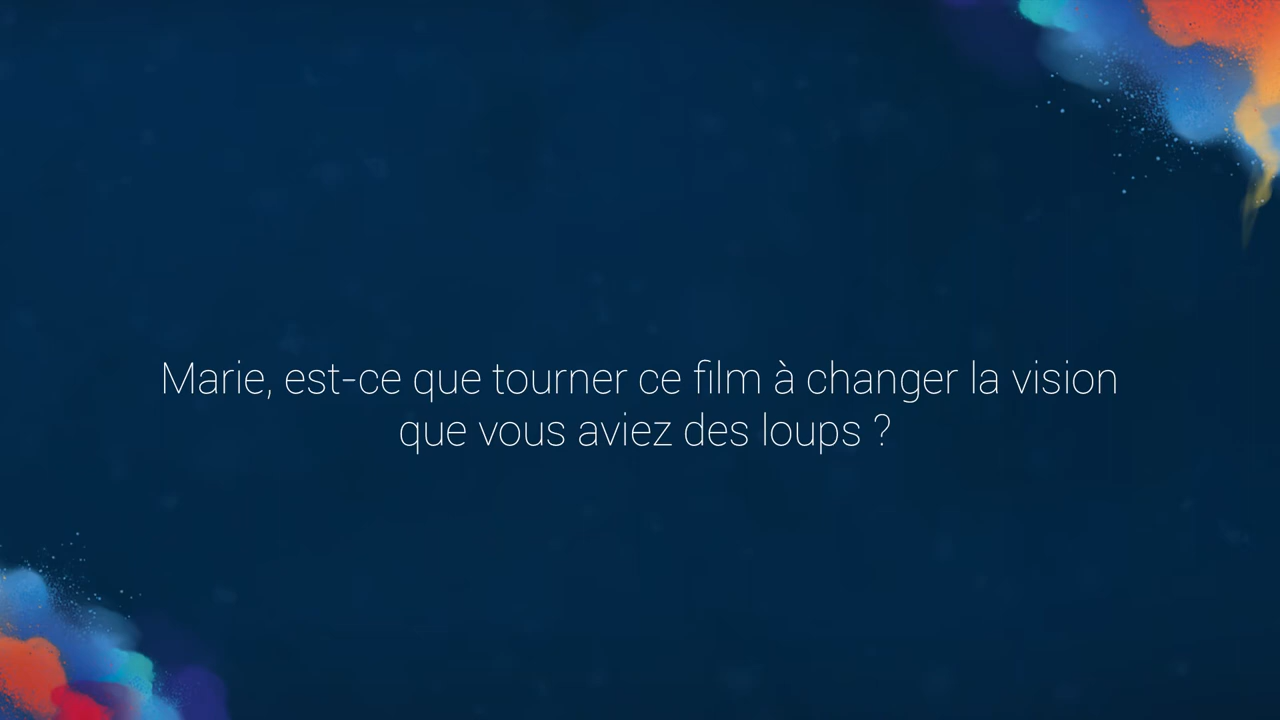 Marie, est-ce que tourner ce film à changer la vision
que vous aviez des loups ?